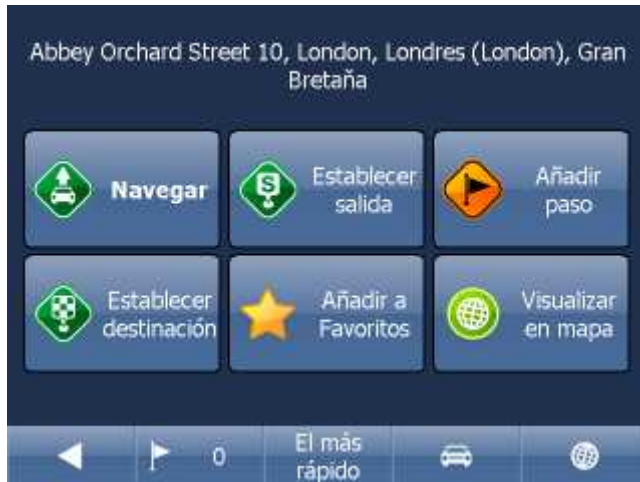 Abbey Orchard Street 10, London, Londres (London), Gran
Bretaña
Navegar
Establecer
salida
Añadir
paso
Establecer
destinación
Añadir a
Favoritos
Visualizar
en mapa
0
El más
rápido